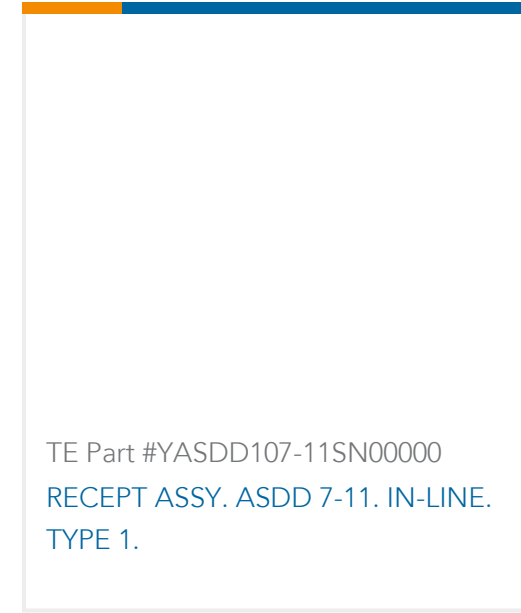 TE Part #YASDD107-11SN00000
RECEPT ASSY. ASDD 7-11. IN-LINE.
TYPE 1.